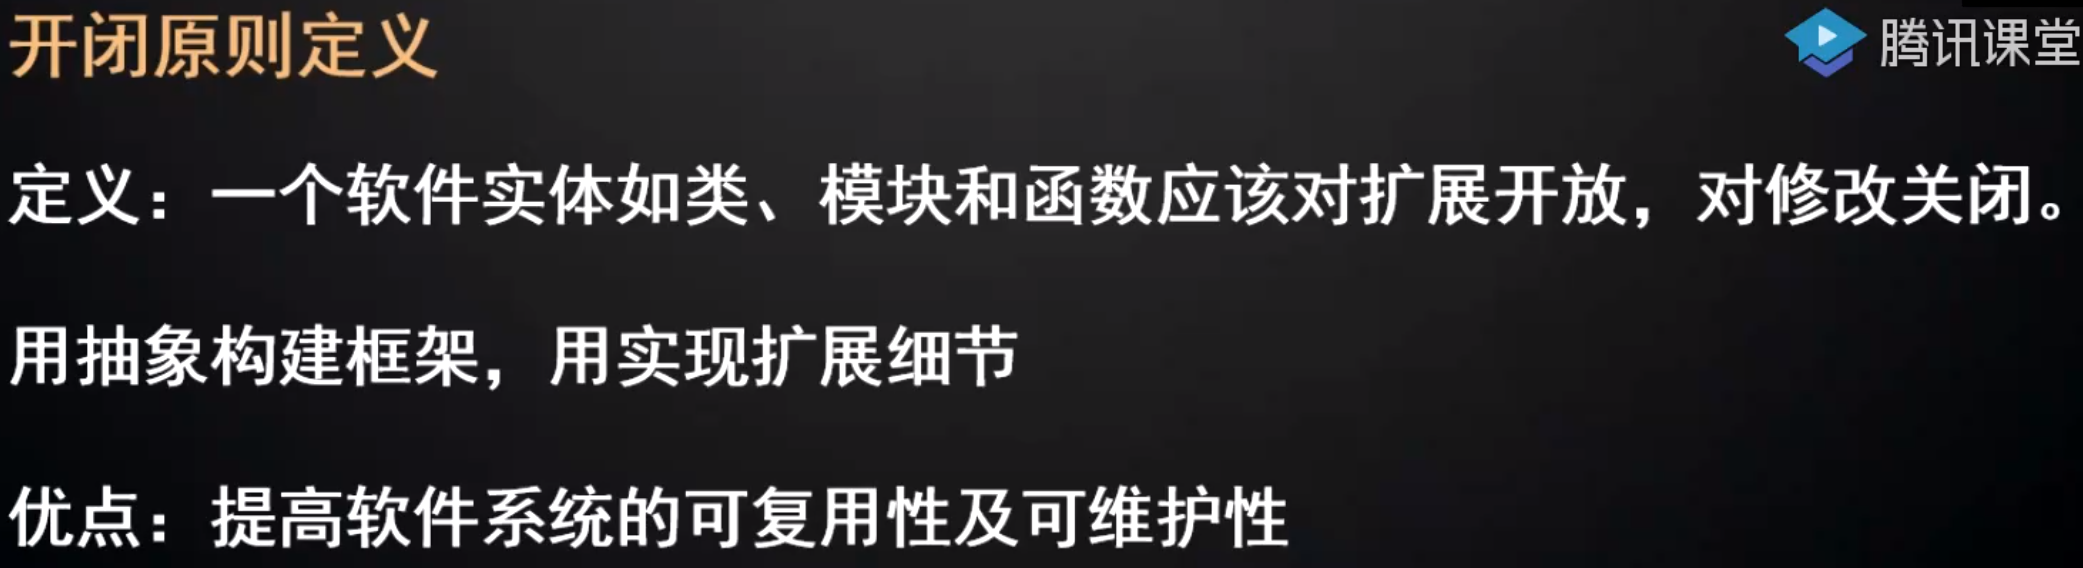 开闭原则定义
腾讯课堂
定义：一个软件实体如类、模块和函数应该对扩展开放，对修改关闭。
用抽象构建框架，用实现扩展细节
优点：提高软件系统的可复用性及可维护性